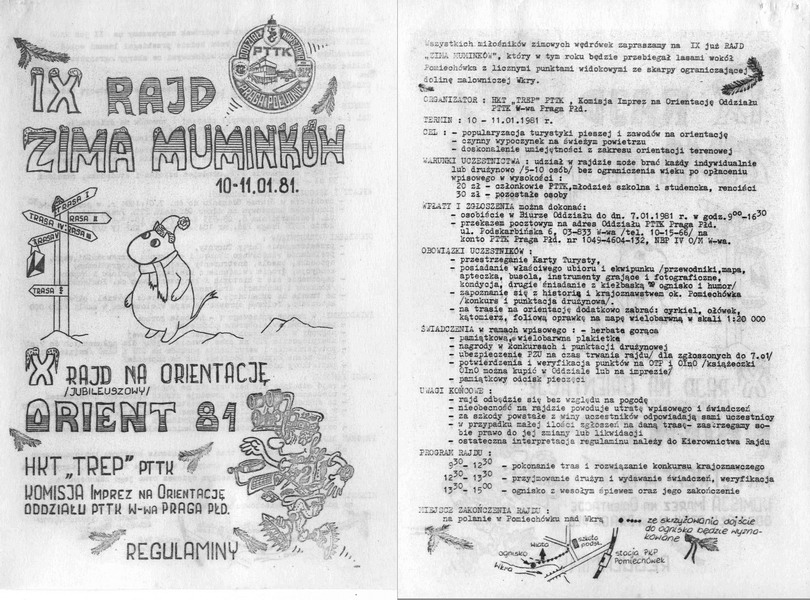 IX RAJD
PTTK
ZIMA MUMINKÓW
10-11.01.81.
TRASA I
TRASA II
TRASA IV
TRASA III
TRASA V
TRASA
X RAJD NA ORIENTACJĘ
/JUBILEUSZOWY/
ORIENT 81
HKT „TREP” PTTK
KOMISJA IMPREZ NA ORIENTACJĘ
ODDZIAŁU PTTK W-WA PRAGA PŁD.
REGULAMINY
Wszystkich miłośników zimowych wędrówek zapraszamy na IX już RAJD
„ZIMA MUMINKÓW”, który w tym roku będzie przebiegał lasami wokół
Pomiechówka z licznymi punktami widokowymi ze skarpy ograniczającej
dolinę malowniczej Wkry.
ORGANIZATOR : HKT „TREP” PTTK , Komisja Imprez na Orientację Oddziału
PTTK W-wa Praga Płd.
TERMIN : 10 - 11.01.1981 r.
CEL : - popularyzacja turystyki pieszej i zawodów na orientację
- czynny wypoczynek na świeżym powietrzu
- doskonalenie umiejętności z zakresu orientacji terenowej
WARUNKI UCZESTNICTWA : udział w rajdzie może brać każdy indywidualnie
lub drużynowo /5-10 osób/ bez ograniczenia wieku po opłaceniu
wpisowego w wysokości :
20 zł - członkowie PTTK,młodzież szkolna i studencka, renciści
30 zł - pozostałe osoby
WPŁATY I ZGŁOSZENIA można dokonać:
- osobiście w Biurze Oddziału do dn. 7.01.1981 r. w godz.9⁰⁰-16³⁰
- przekazem pocztowym na adres Oddziału PTTK Praga Płd.
ul. Podskarbińska 6, 03-833 W-wa /tel. 10-15-66/ na
konto PTTK Praga Płd. nr 1049-4604-132, NBP IV O/M W-wa.
OBOWIĄZKI UCZESTNIKÓW :
- przestrzeganie Karty Turysty,
- posiadanie właściwego ubioru i ekwipunku /przewodniki,mapa,
apteczka, busola, instrumenty grające i fotograficzne,
kondycja, drugie śniadanie z kiełbaską w ognisko i humor/
- zapoznanie się z historią i krajoznawstwem ok. Pomiechówka
/konkurs i punktacja drużynowa/.
- na trasie na orientację dodatkowo zabrać: cyrkiel, ołówek,
kątomierz, foliową oprawkę na mapę wielobarwną w skali 1:20 000
ŚWIADCZENIA w ramach wpisowego : - herbata gorąca
- pamiątkowa,wielobarwna plakietka
- nagrody w konkursach i punktacji drużynowej
- ubezpieczenie PZU na czas trwania rajdu/ dla zgłoszonych do 7.01/
- potwierdzenia i weryfikacja punktów na OTP i OInO /książeczki
OInO można kupić w Oddziale lub na imprezie/
- pamiątkowy odcisk pieczęci
UWAGI KOŃCOWE :
- rajd odbędzie się bez względu na pogodę
- nieobecność na rajdzie powoduje utratę wpisowego i świadczeń
- za szkody powstałe z winy uczestników odpowiadają sami uczestnicy
- w przypadku małej ilości zgłoszeń na daną trasę- zastrzegamy so-
bie prawo do jej zmiany lub likwidacji
- ostateczna interpretacja regulaminu należy do Kierownictwa Rajdu
PROGRAM RAJDU :
9³⁰ - 12³⁰ - pokonanie tras i rozwiązanie konkursu krajoznawczego
12³⁰ - 13³⁰ - przyjmowanie drużyn i wydawanie świadczeń, weryfikacja
13³⁰ - 15⁰⁰ - ognisko z wesołym śpiewem oraz jego zakończenie
MIEJSCE ZAKOŃCZENIA RAJDU :
na polanie w Pomiechówku nad Wkrą
ze skrzyżowania dojście
do ogniska będzie wyzna-
kowane
wiata
szkoła
podst.
ognisko
Wkra
stacja PKP
Pomiechówek